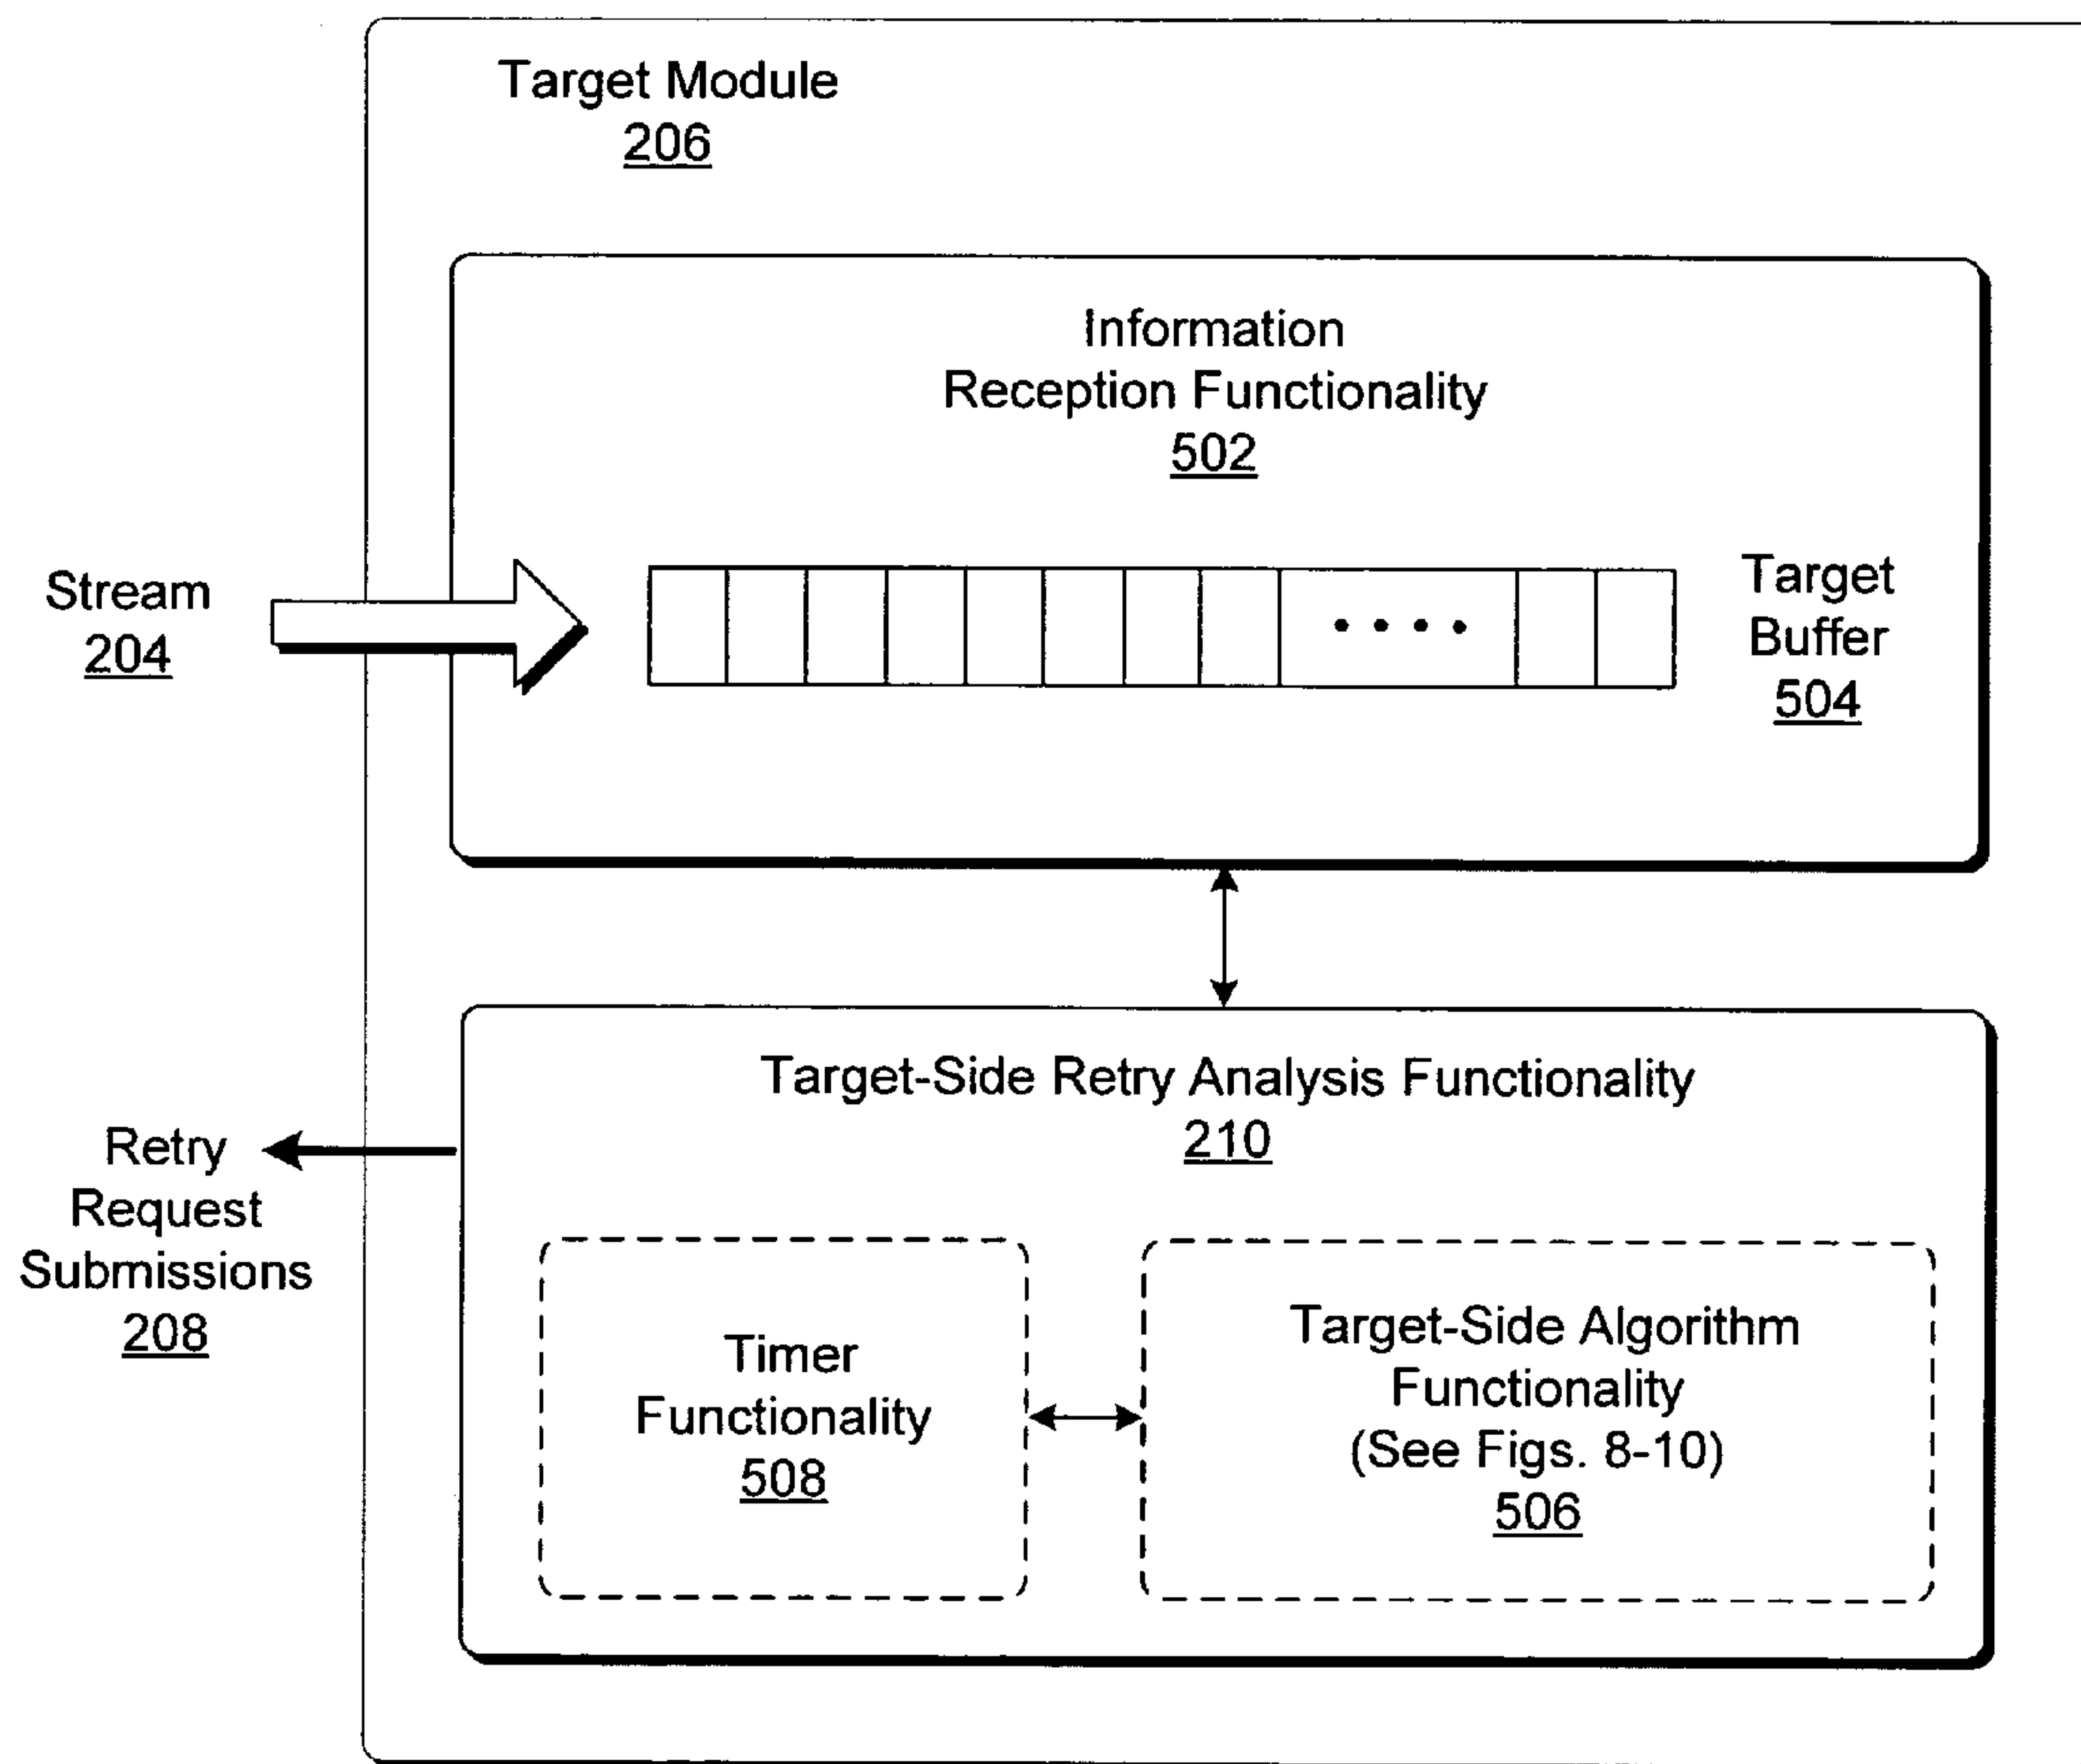 Target Module
206
Information
Reception Functionality
502
Stream
204
Target
Buffer
504
Target-Side Retry Analysis Functionality
210
Retry
Request
Submissions
208
Timer
Functionality
508
Target-Side Algorithm
Functionality
(See Figs. 8-10)
506